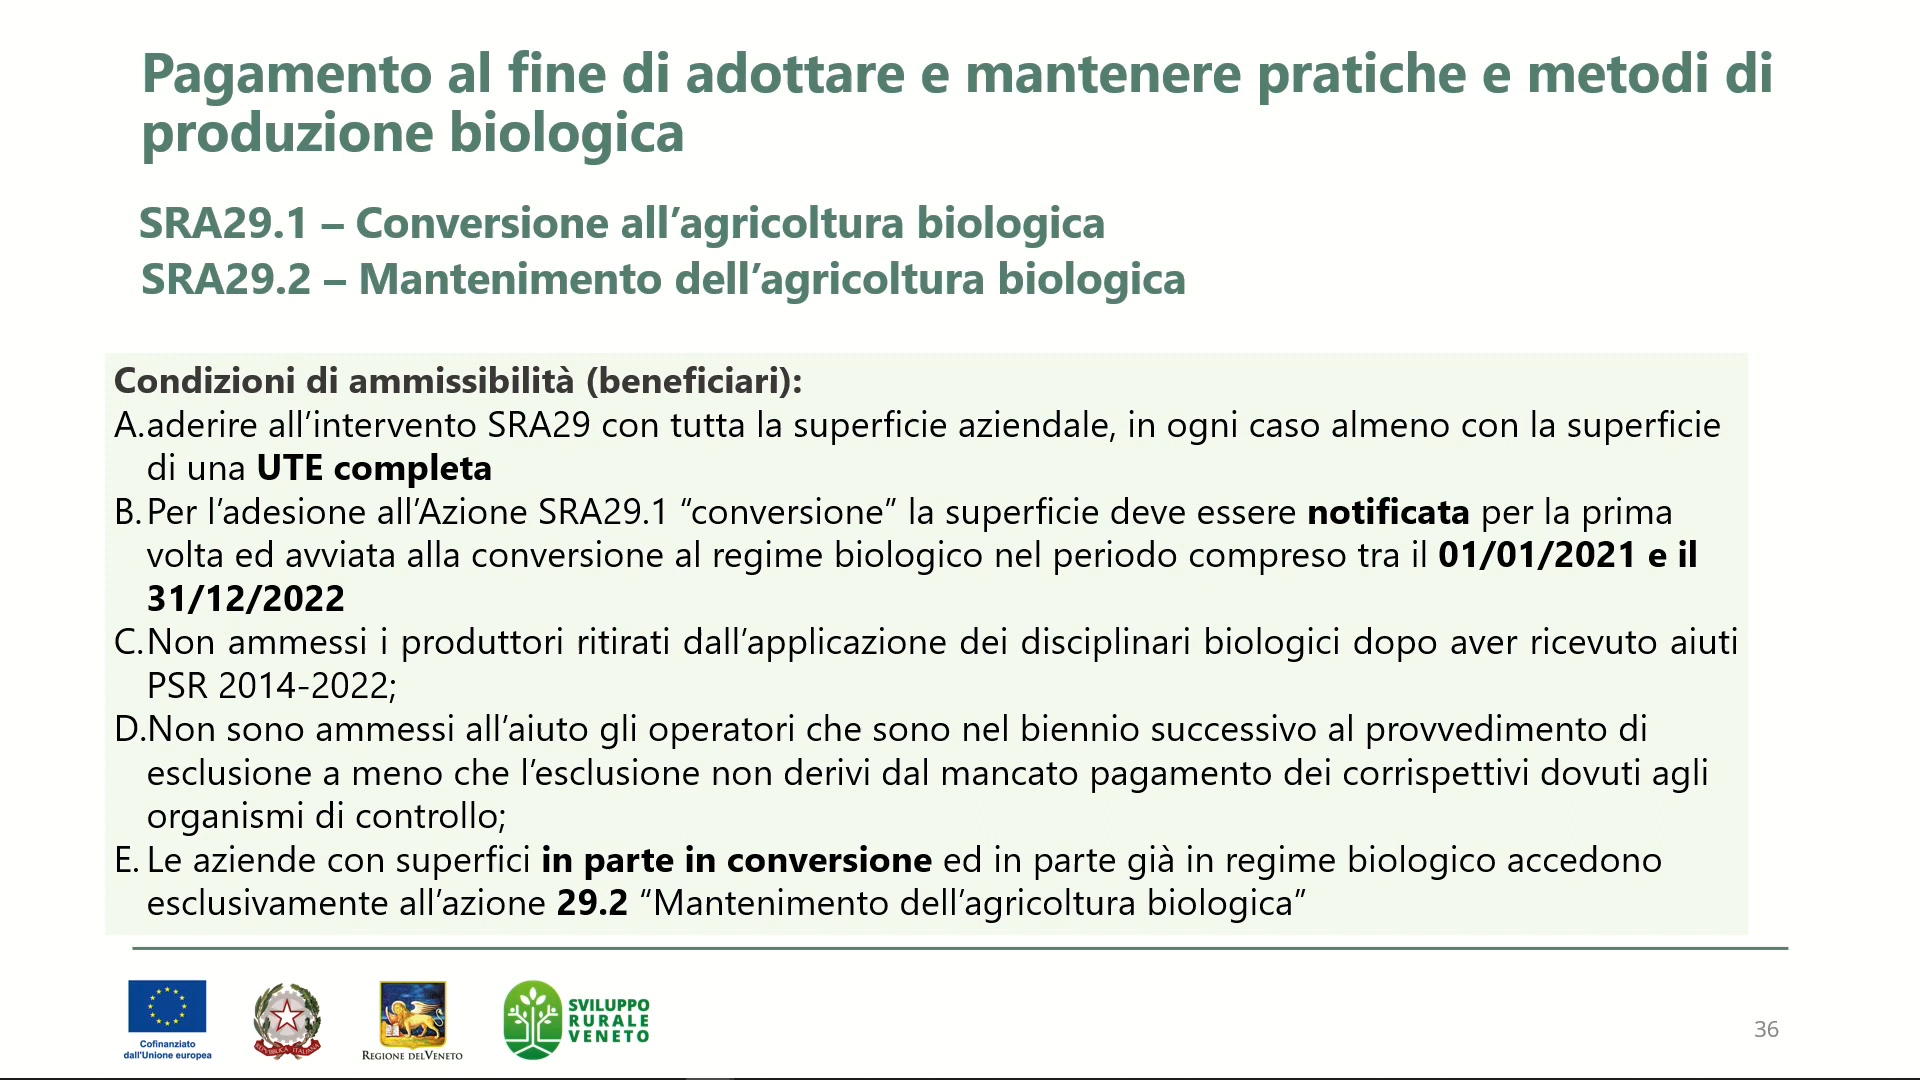 Pagamento al fine di adottare e mantenere pratiche e metodi di
produzione biologica
SRA29.1 – Conversione all’agricoltura biologica
SRA29.2 – Mantenimento dell’agricoltura biologica
Condizioni di ammissibilità (beneficiari):
A. aderire all’intervento SRA29 con tutta la superficie aziendale, in ogni caso almeno con la superficie
di una UTE completa
B. Per l’adesione all’Azione SRA29.1 “conversione” la superficie deve essere notificata per la prima
volta ed avviata alla conversione al regime biologico nel periodo compreso tra il 01/01/2021 e il
31/12/2022
C. Non ammessi i produttori ritirati dall’applicazione dei disciplinari biologici dopo aver ricevuto aiuti
PSR 2014-2022;
D. Non sono ammessi all’aiuto gli operatori che sono nel biennio successivo al provvedimento di
esclusione a meno che l’esclusione non derivi dal mancato pagamento dei corrispettivi dovuti agli
organismi di controllo;
E. Le aziende con superfici in parte in conversione ed in parte già in regime biologico accedono
esclusivamente all’azione 29.2 “Mantenimento dell’agricoltura biologica”
Cofinanziato
dall'Unione europea
REPVBBLICA ITALIANA
REGIONE DEL VENETO
SVILUPPO
RURALE
VENETO
36